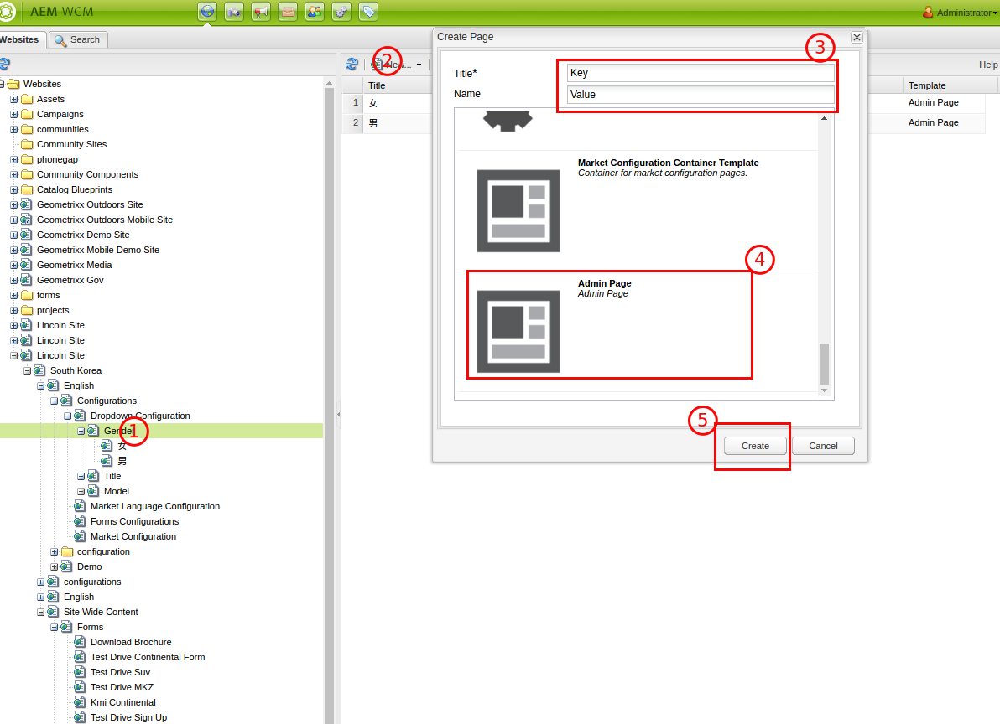 AEM WCM
Administrator
Websites
Search
2
New...
Help
Title
Template
1
女
Admin Page
2
男
Admin Page
Websites
Assets
Campaigns
communities
Community Sites
phonegap
Community Components
Catalog Blueprints
Geometrixx Outdoors Site
Geometrixx Outdoors Mobile Site
Geometrixx Demo Site
Geometrixx Mobile Demo Site
Geometrixx Media
Geometrixx Gov
forms
projects
Lincoln Site
Lincoln Site
Lincoln Site
South Korea
English
Configurations
Dropdown Configuration
Gender
1
女
男
Title
Model
Market Language Configuration
Forms Configurations
Market Configuration
configuration
Demo
configurations
English
Site Wide Content
Forms
Download Brochure
Test Drive Continental Form
Test Drive Suv
Test Drive MKZ
Kmi Continental
Test Drive Sign Up
Create Page
3
Title*
Key
Name
Value
Market Configuration Container Template
Container for market configuration pages.
4
Admin Page
Admin Page
5
Create
Cancel